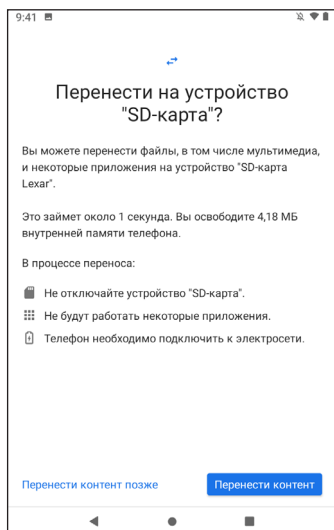 9:41
Перенести на устройство
"SD-карта"?
Вы можете перенести файлы, в том числе мультимедиа,
и некоторые приложения на устройство "SD-карта
Lexar".
Это займет около 1 секунда. Вы освободите 4,18 МБ
внутренней памяти телефона.
В процессе переноса:
Не отключайте устройство "SD-карта".
Не будут работать некоторые приложения.
Телефон необходимо подключить к электросети.
Перенести контент позже
Перенести контент